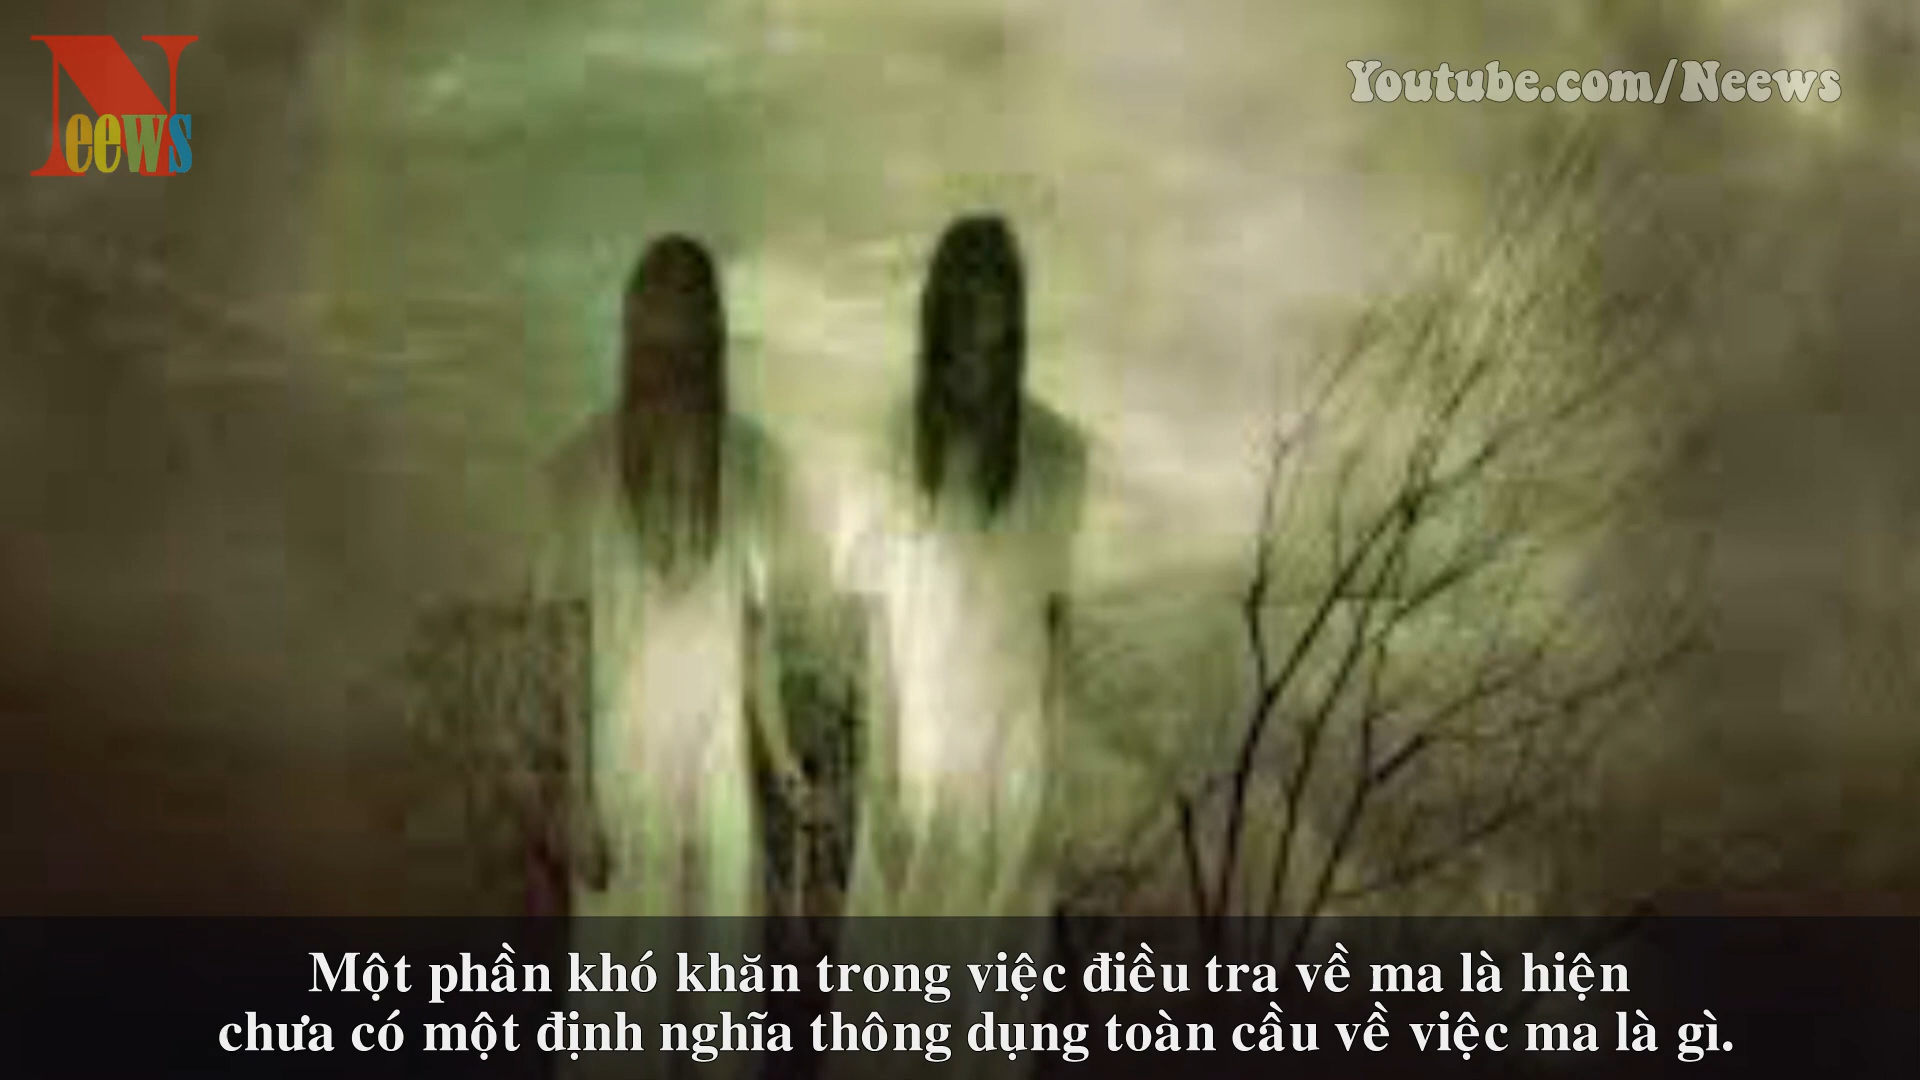 Neews
Youtube.com/Neews
Một phần khó khăn trong việc điều tra về ma là hiện
chưa có một định nghĩa thông dụng toàn cầu về việc ma là gì.